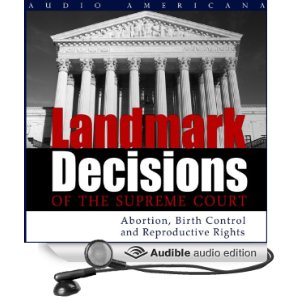 AUDIO AMERICANA
Landmark
Decisions
OF THE SUPREME COURT
Abortion, Birth Control
and Reproductive Rights
Audible audio edition